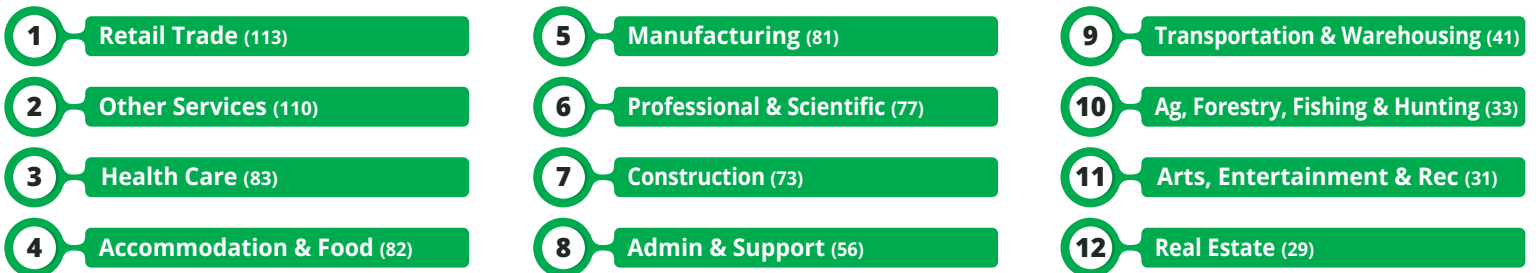 1 Retail Trade (113)
2 Other Services (110)
3 Health Care (83)
4 Accommodation & Food (82)
5 Manufacturing (81)
6 Professional & Scientific (77)
7 Construction (73)
8 Admin & Support (56)
9 Transportation & Warehousing (41)
10 Ag, Forestry, Fishing & Hunting (33)
11 Arts, Entertainment & Rec (31)
12 Real Estate (29)